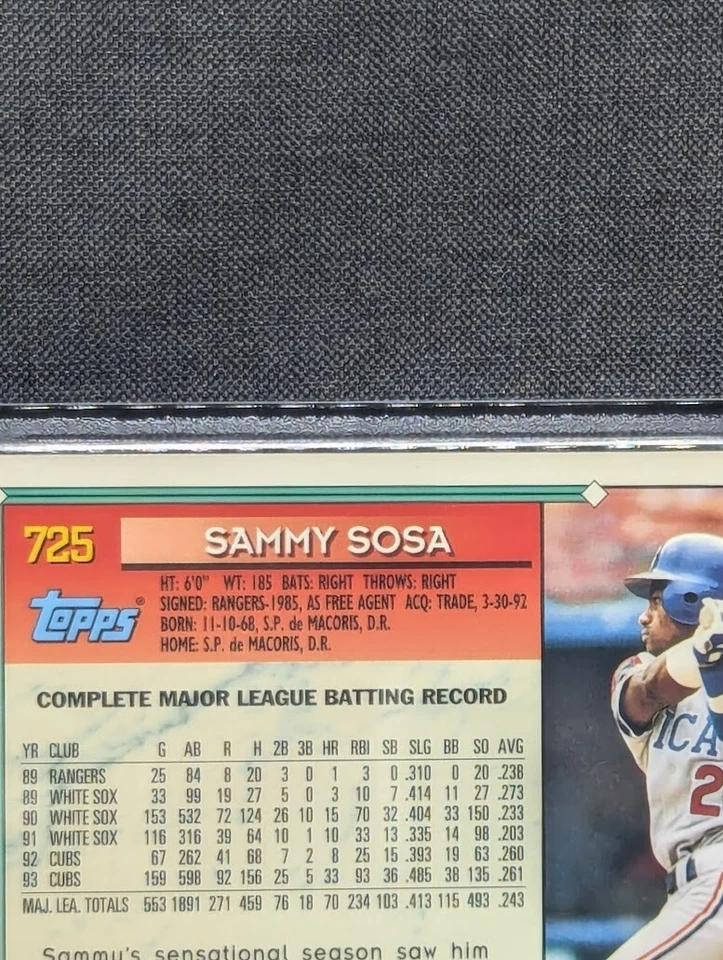 725
SAMMY SOSA
Topps®
HT: 6'0" WT: 185 BATS: RIGHT THROWS: RIGHT
SIGNED: RANGERS-1985, AS FREE AGENT ACQ: TRADE, 3-30-92
BORN: 11-10-68, S.P. de MACORIS, D.R.
HOME: S.P. de MACORIS, D.R.
COMPLETE MAJOR LEAGUE BATTING RECORD
YR CLUB G AB R H 2B 3B HR RBI SB SLG BB SO AVG
89 RANGERS 25 84 8 20 3 0 1 3 0 .310 0 20 .238
89 WHITE SOX 33 99 19 27 5 0 3 10 7 .414 11 27 .273
90 WHITE SOX 153 532 72 124 26 10 15 70 32 .404 33 150 .233
91 WHITE SOX 116 316 39 64 10 1 10 33 13 .335 14 98 .203
92 CUBS 67 262 41 68 7 2 8 25 15 .393 19 63 .260
93 CUBS 159 598 92 156 25 5 33 93 36 .485 38 135 .261
MAJ. LEA. TOTALS 553 1891 271 459 76 18 70 234 103 .413 115 493 .243
Sammy's sensational season saw him
ICA
2